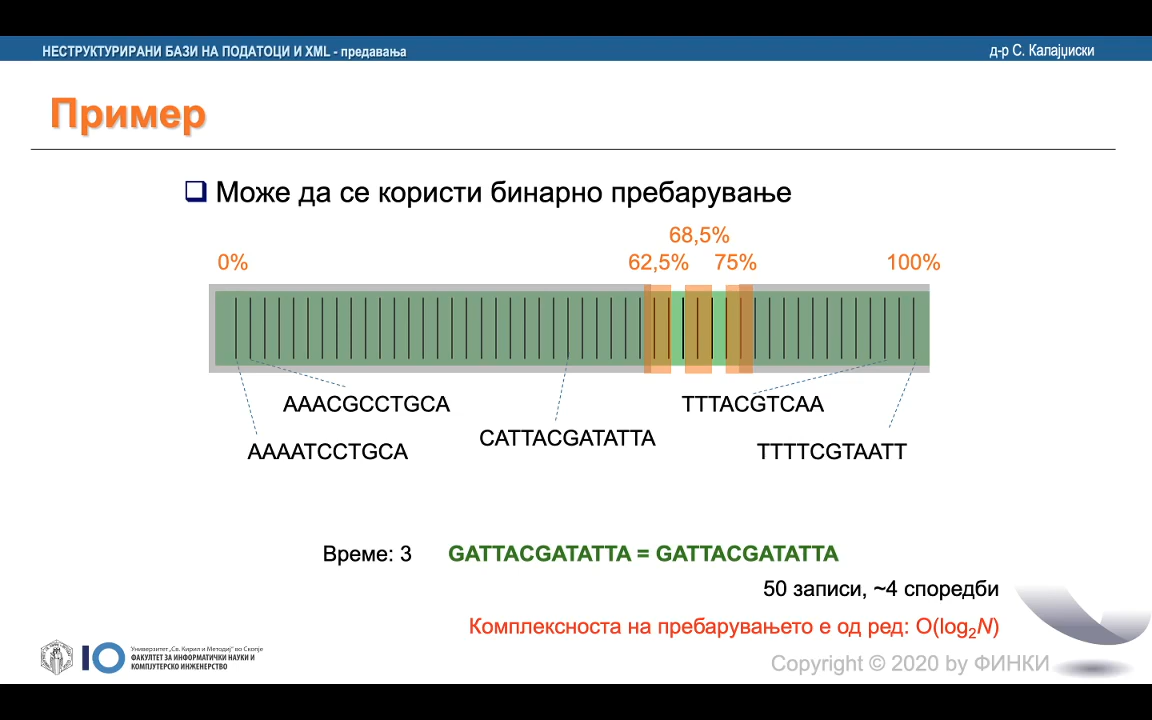 НЕСТРУКТУРИРАНИ БАЗИ НА ПОДАТОЦИ И XML - предавања
д-р С. Калајџиски
Пример
Може да се користи бинарно пребарување
68,5%
0% 62,5% 75% 100%
AAACGCCTGCA TTTACGTCAA
CATTACGATATTA
AAAATCCTGCA TTTTCGTAATT
Време: 3 GATTACGATATTA = GATTACGATATTA
50 записи, ~4 споредби
Комплексноста на пребарувањето е од ред: O(log₂N)
Универзитет „Св. Кирил и Методиј“ во Скопје
ФАКУЛТЕТ ЗА ИНФОРМАТИЧКИ НАУКИ И
КОМПЈУТЕРСКО ИНЖЕНЕРСТВО
Copyright © 2020 by ФИНКИ